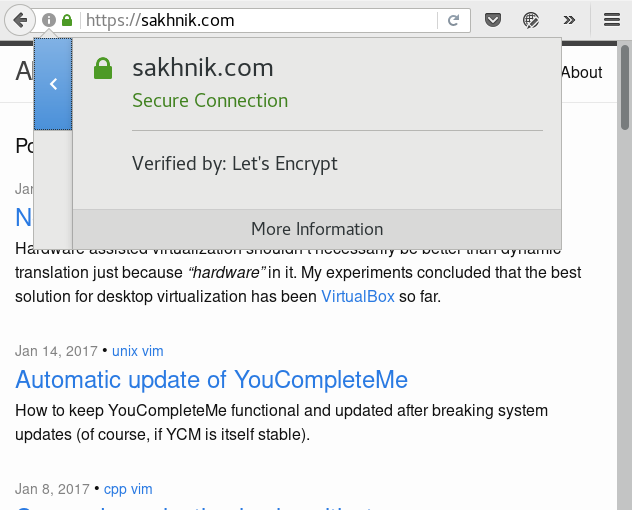 https://sakhnik.com
sakhnik.com
Secure Connection
Verified by: Let's Encrypt
More Information
About
Jan 
Hardware assisted virtualization shouldn't necessarily be better than dynamic
translation just because “hardware” in it. My experiments concluded that the best
solution for desktop virtualization has been VirtualBox so far.
Jan 14, 2017 • unix vim
Automatic update of YouCompleteMe
How to keep YouCompleteMe functional and updated after breaking system
updates (of course, if YCM is itself stable).
Jan 8, 2017 • cpp vim